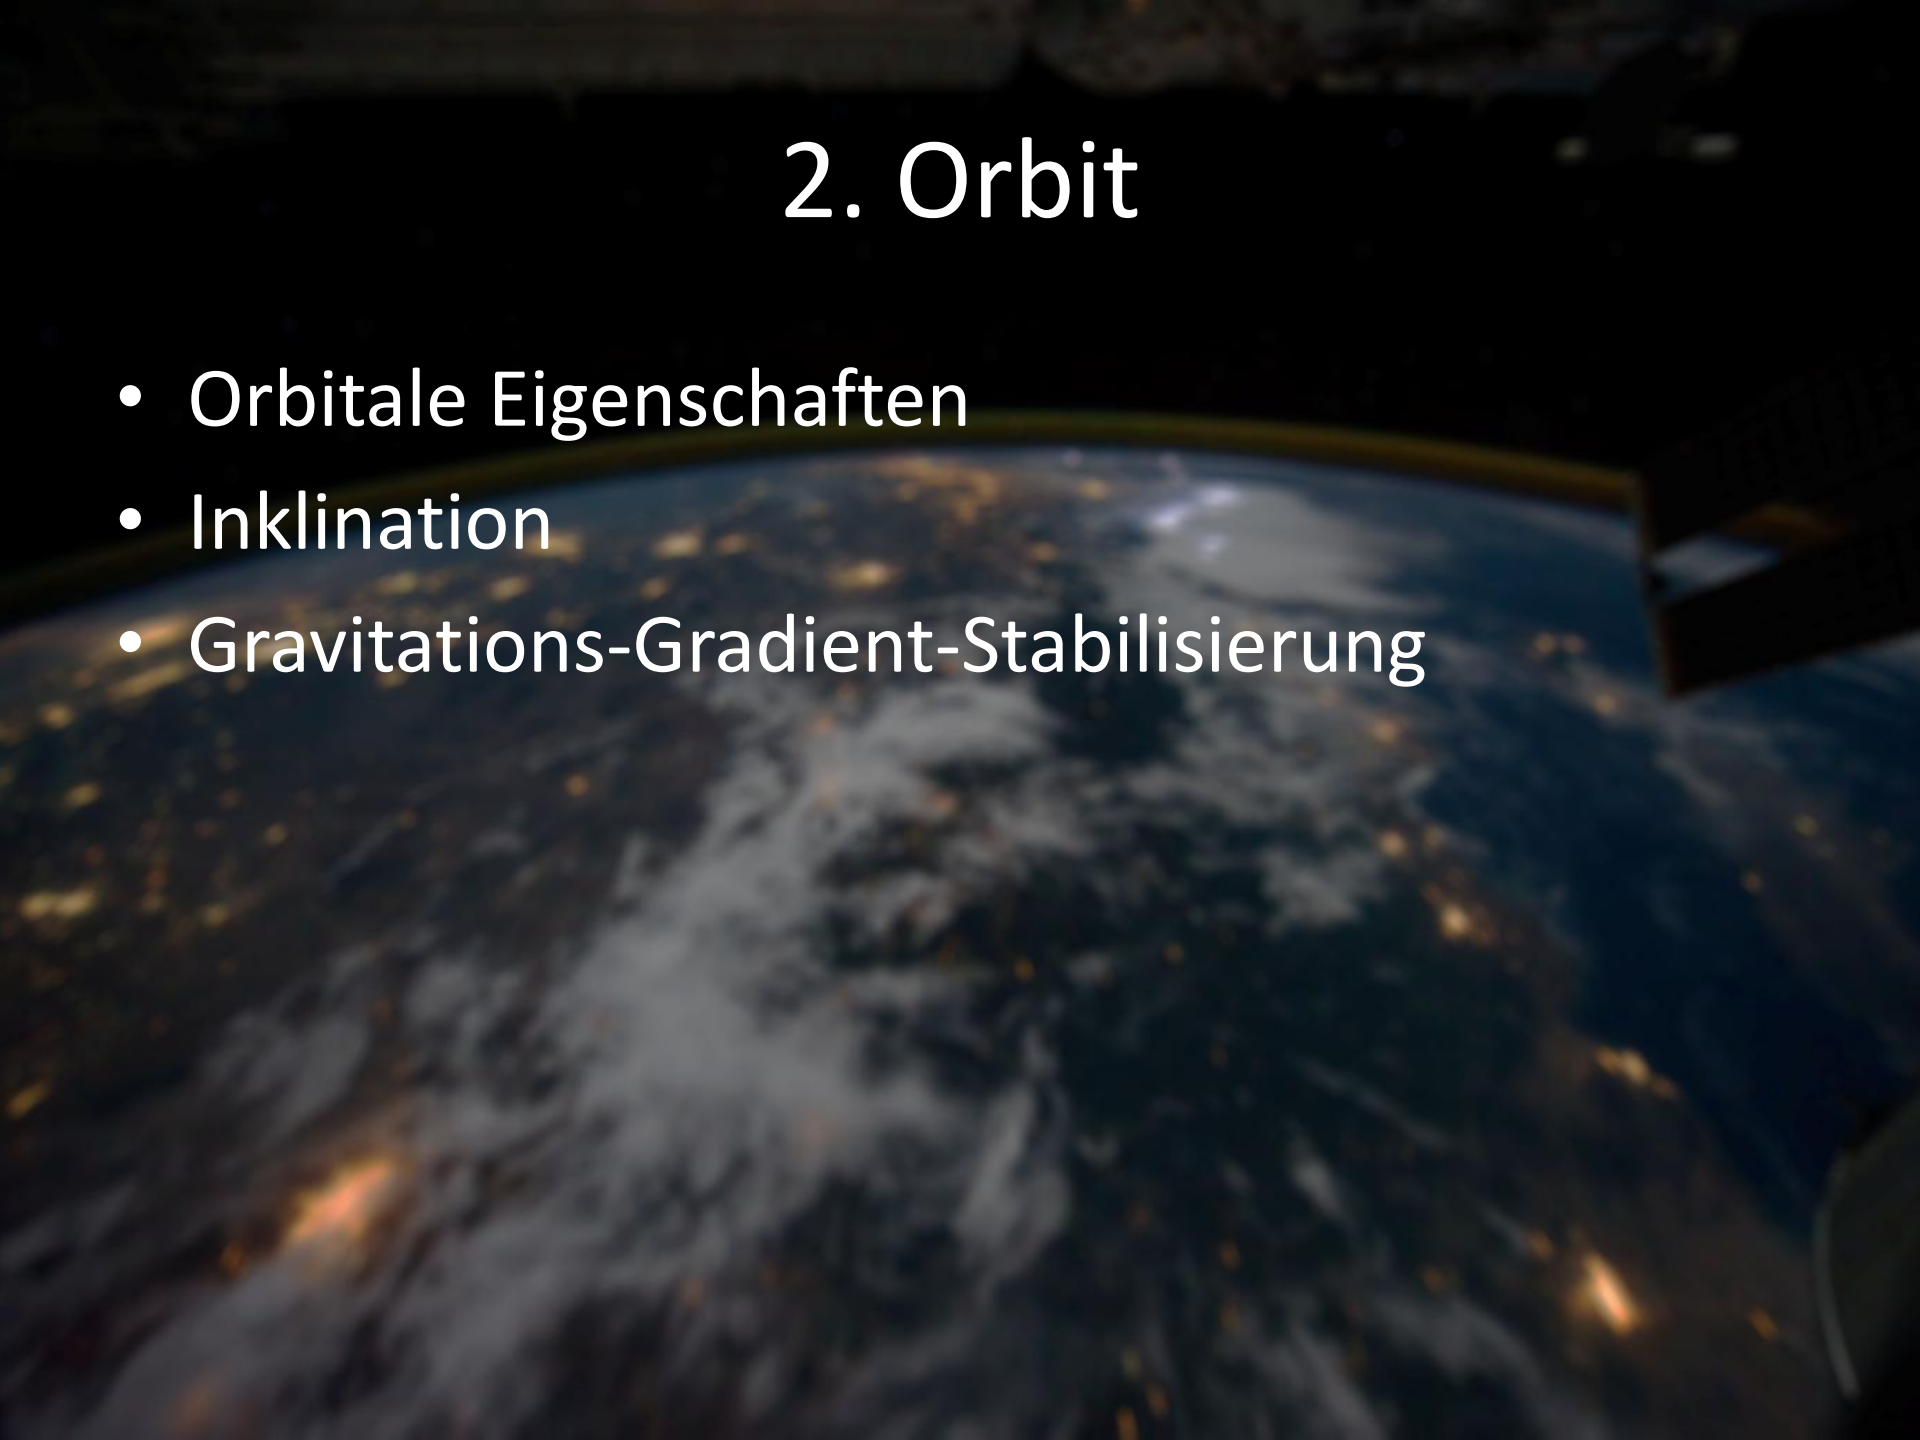 2. Orbit
• Orbitale Eigenschaften
• Inklination
• Gravitations-Gradient-Stabilisierung